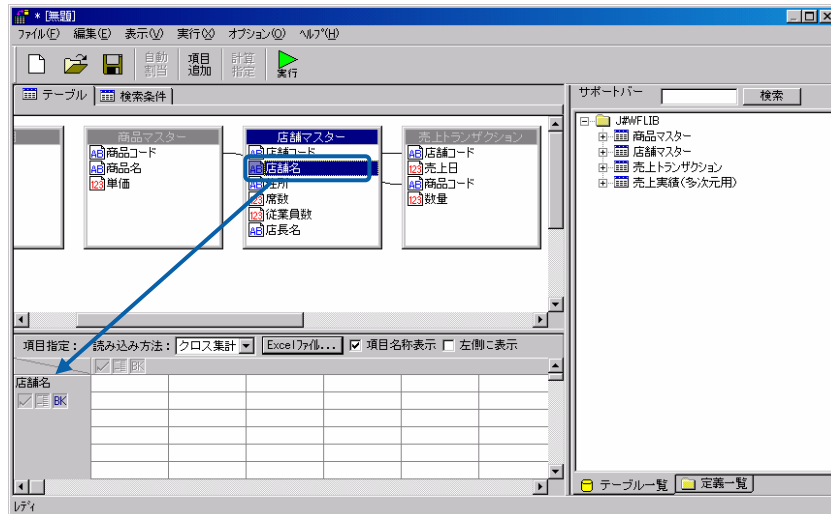 * [無題]
ファイル(F) 編集(E) 表示(V) 実行(X) オプション(O) ヘルプ(H)
自動割当 項目追加 計算指定 実行
テーブル 検索条件
商品マスター
商品コード
商品名
単価
店舗マスター
店舗コード
店舗名
住所
席数
従業員数
店長名
売上トランザクション
店舗コード
売上日
商品コード
数量
項目指定: 読み込み方法: クロス集計 Excelファイル... 項目名称表示 左側に表示
BK
店舗名
BK
サポートバー 検索
J#WFLIB
商品マスター
店舗マスター
売上トランザクション
売上実績(多次元用)
テーブル一覧 定義一覧
レディ